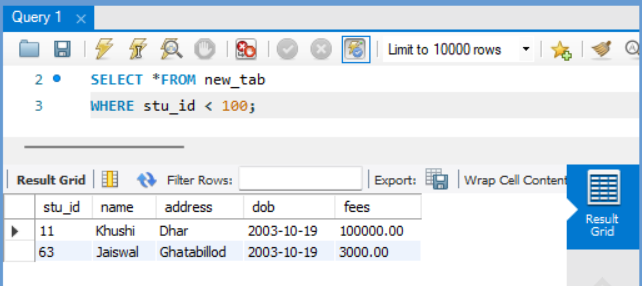 Query 1 ×
Limit to 10000 rows
2 SELECT *FROM new_tab
3 WHERE stu_id < 100;
Result Grid Filter Rows: Export: Wrap Cell Content
stu_id name address dob fees
11 Khushi Dhar 2003-10-19 100000.00
63 Jaiswal Ghatabillod 2003-10-19 3000.00
Result
Grid